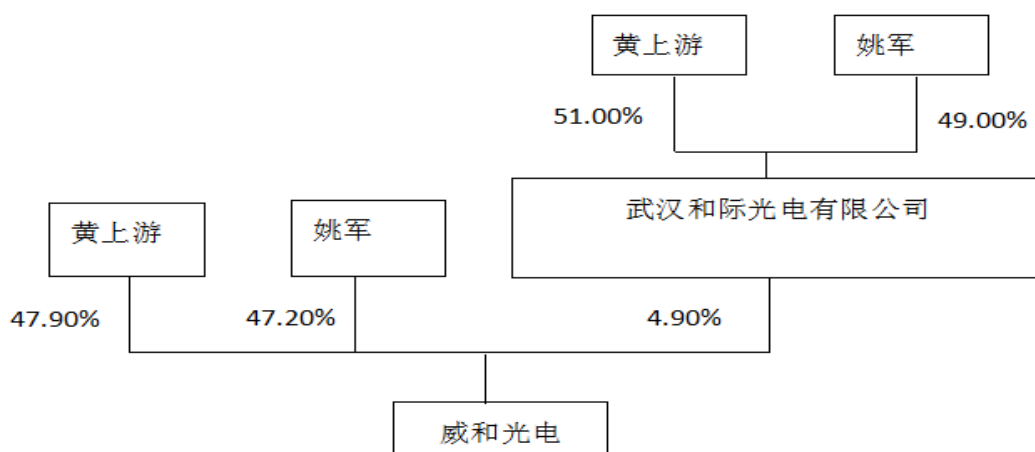 黄上游
姚军
51.00%
49.00%
武汉和际光电有限公司
黄上游
姚军
47.90%
47.20%
4.90%
威和光电